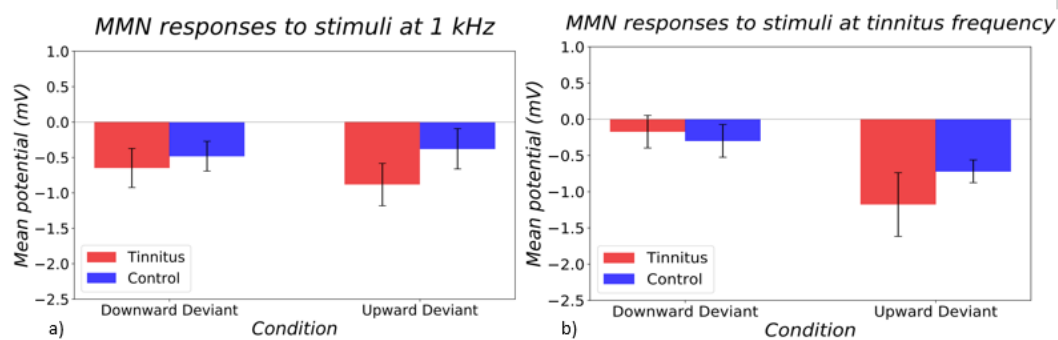 MMN responses to stimuli at 1 kHz
Mean potential (mV)
1.0
0.5
0.0
−0.5
−1.0
−1.5
−2.0
−2.5
Tinnitus
Control
Downward Deviant
Upward Deviant
Condition
a)
MMN responses to stimuli at tinnitus frequency
Mean potential (mV)
1.0
0.5
0.0
−0.5
−1.0
−1.5
−2.0
−2.5
Tinnitus
Control
Downward Deviant
Upward Deviant
Condition
b)